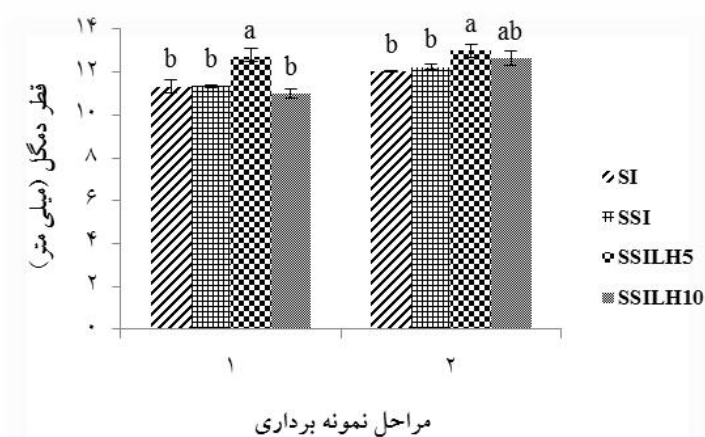 قطر دمگل (میلی متر)
۱۴
۱۲
۱۰
۸
۶
۴
۲
۰
b b a b
b b a ab
SI
SSI
SSILH5
SSILH10
۱ ۲
مراحل نمونه برداری